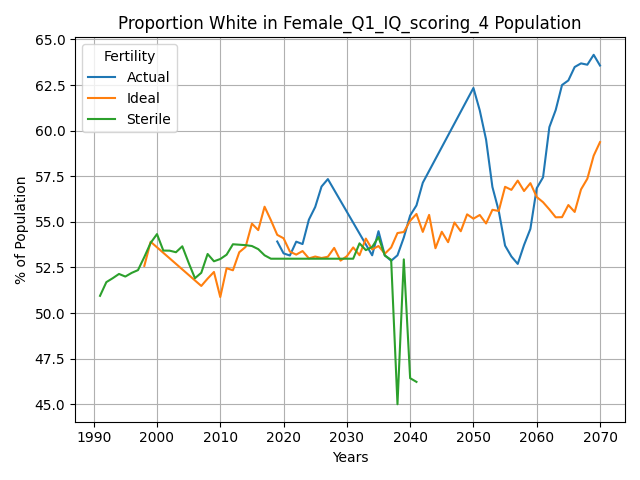 Proportion White in Female_Q1_IQ_scoring_4 Population
Fertility
Actual
Ideal
Sterile
% of Population
65.0
62.5
60.0
57.5
55.0
52.5
50.0
47.5
45.0
1990 2000 2010 2020 2030 2040 2050 2060 2070
Years